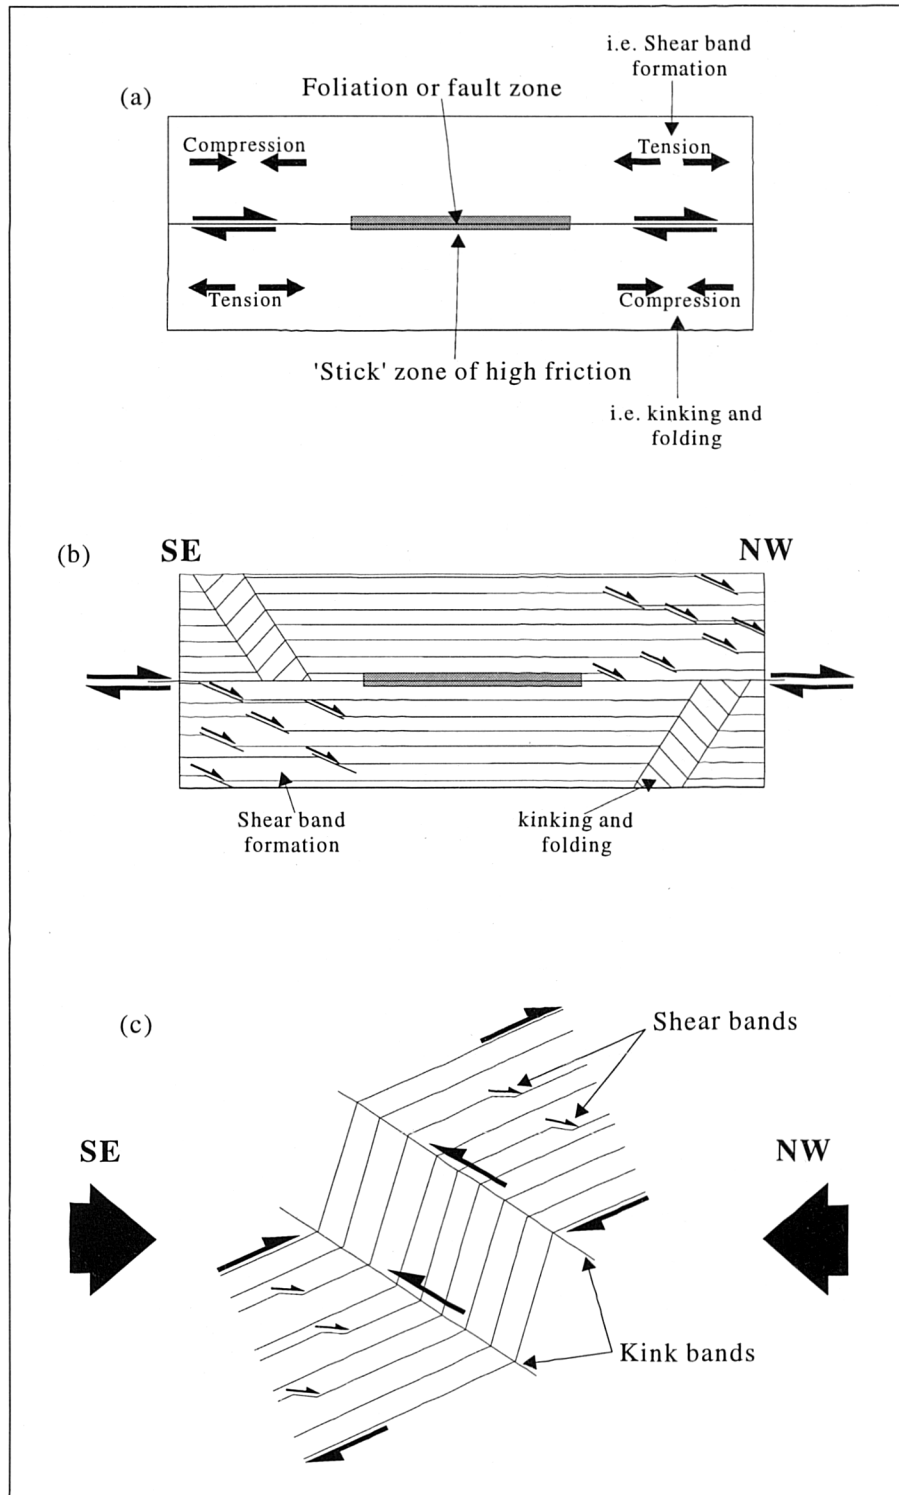 (a)
i.e. Shear band
formation
Foliation or fault zone
Compression
Tension
Tension
Compression
'Stick' zone of high friction
i.e. kinking and
folding
(b)
SE
NW
Shear band
formation
kinking and
folding
(c)
Shear bands
SE
NW
Kink bands